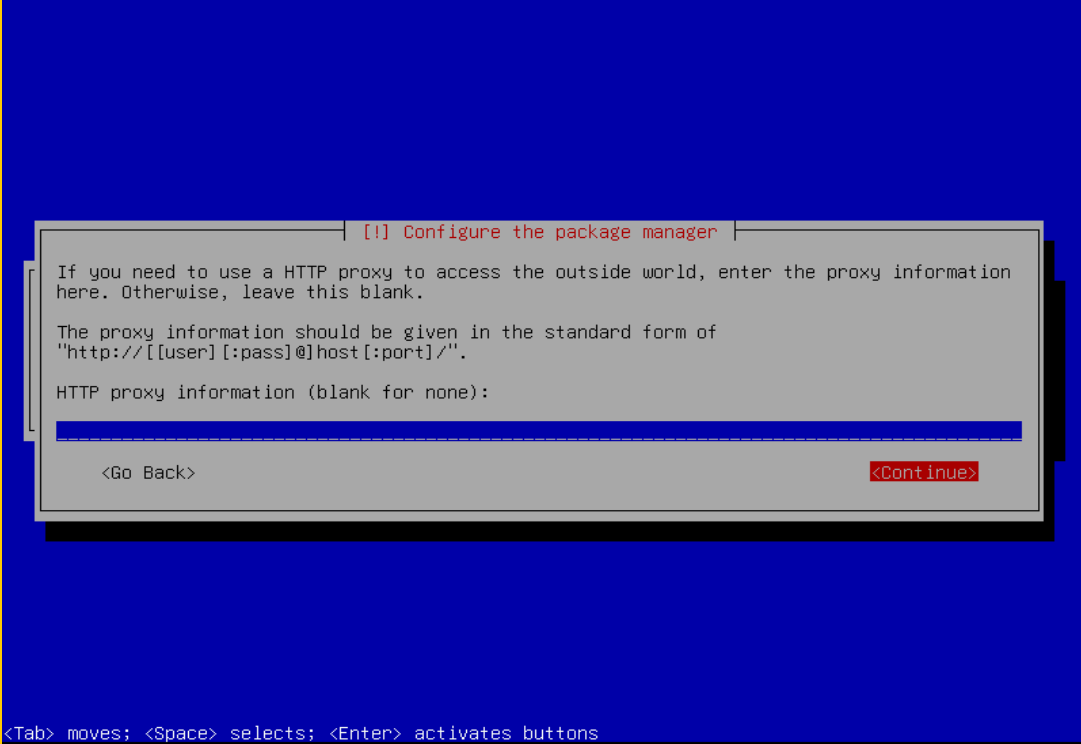 [!] Configure the package manager
If you need to use a HTTP proxy to access the outside world, enter the proxy information
here. Otherwise, leave this blank.
The proxy information should be given in the standard form of
"http://[[user][:pass]@]host[:port]/".
HTTP proxy information (blank for none):
<Go Back>
<Continue>
<Tab> moves; <Space> selects; <Enter> activates buttons